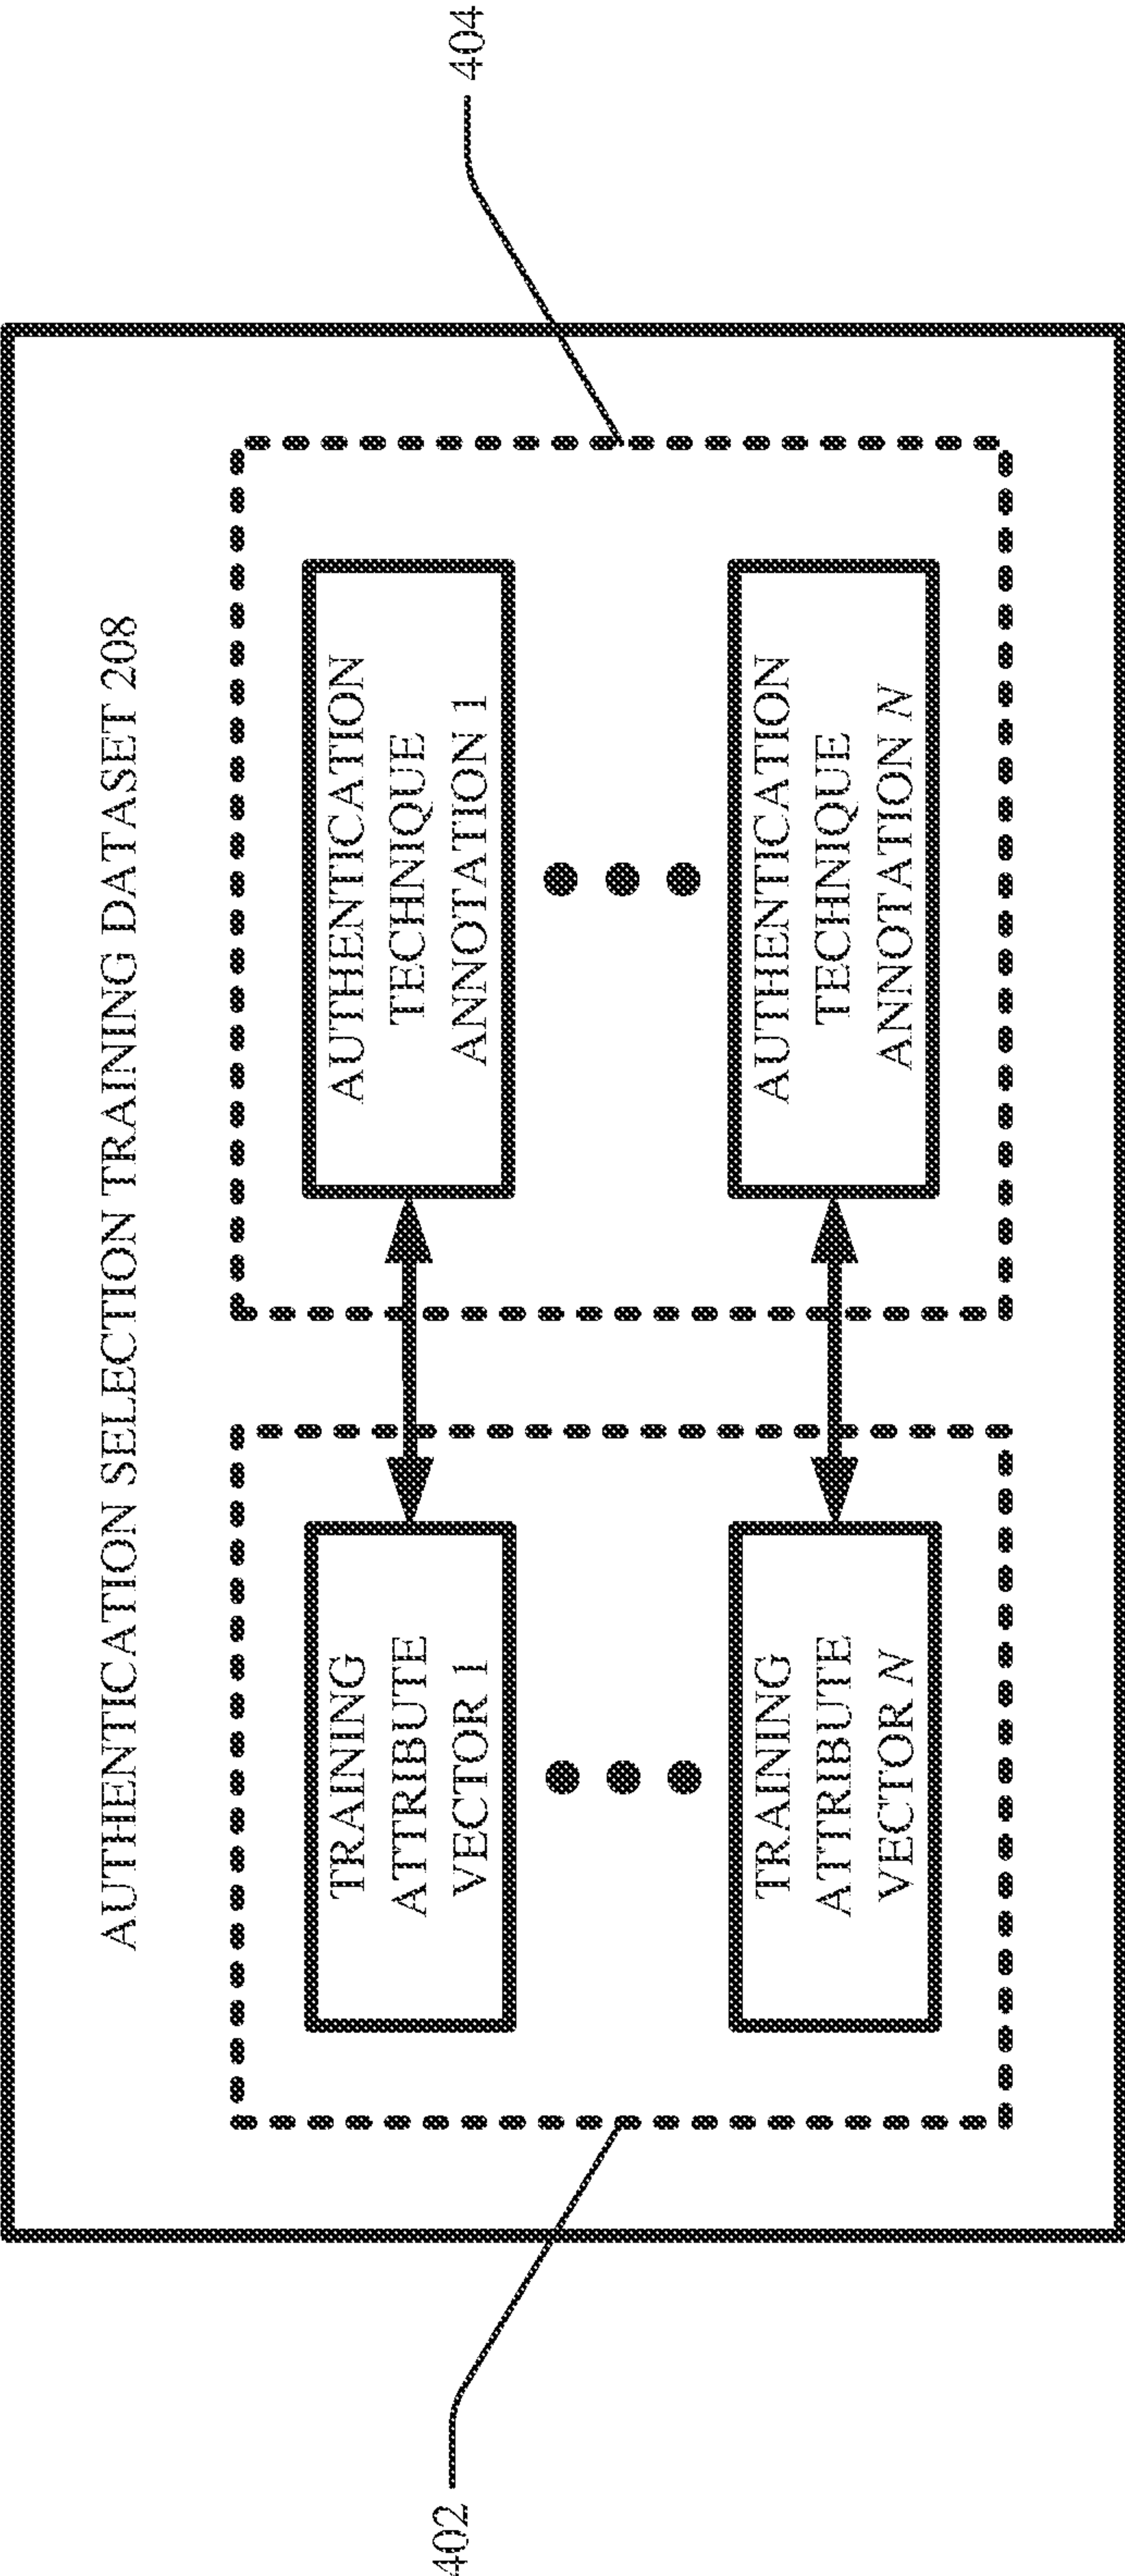 AUTHENTICATION SELECTION TRAINING DATASET 208
402
TRAINING
ATTRIBUTE
VECTOR 1
TRAINING
ATTRIBUTE
VECTOR N
AUTHENTICATION
TECHNIQUE
ANNOTATION 1
AUTHENTICATION
TECHNIQUE
ANNOTATION N
404